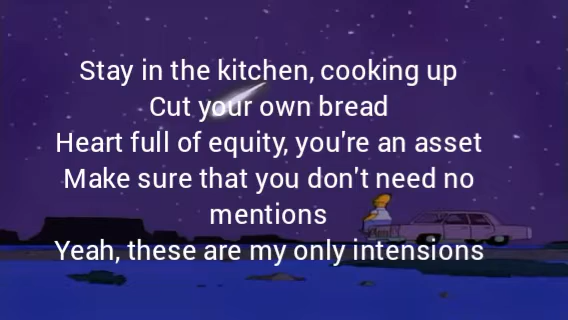 Stay in the kitchen, cooking up
Cut your own bread
Heart full of equity, you're an asset
Make sure that you don't need no
mentions
Yeah, these are my only intensions